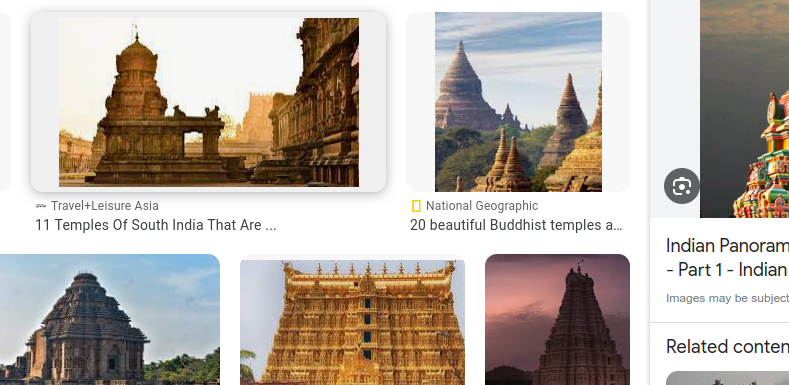 Travel+Leisure Asia
11 Temples Of South India That Are ...
National Geographic
20 beautiful Buddhist temples a...
Indian Panoram
- Part 1 - Indian
Images may be subject
Related conten